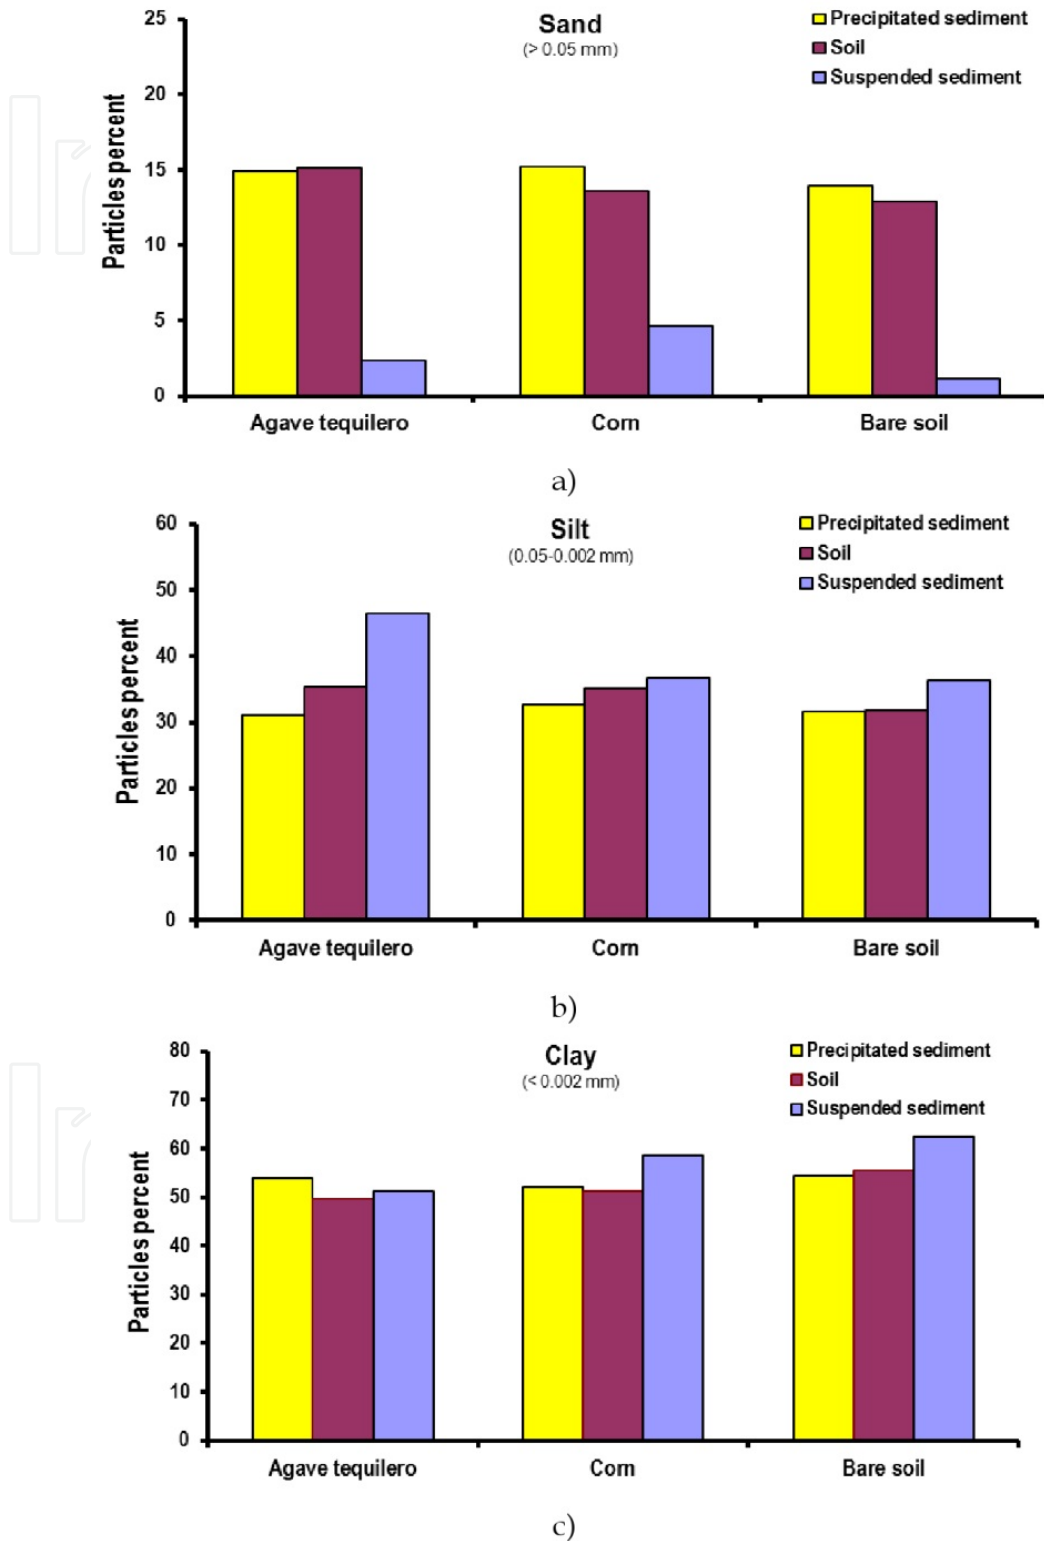 Sand
(> 0.05 mm)
Precipitated sediment
Soil
Suspended sediment
Particles percent
25
20
15
10
5
0
Agave tequilero
Corn
Bare soil
a)
Silt
(0.05-0.002 mm)
Precipitated sediment
Soil
Suspended sediment
Particles percent
60
50
40
30
20
10
0
Agave tequilero
Corn
Bare soil
b)
Clay
(< 0.002 mm)
Precipitated sediment
Soil
Suspended sediment
Particles percent
80
70
60
50
40
30
20
10
0
Agave tequilero
Corn
Bare soil
c)